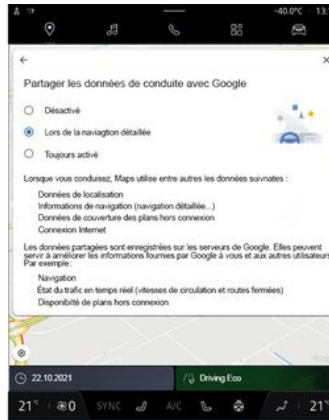 -40.0°C 13:
Partager les données de conduite avec Google
Désactivé
Lors de la naviagtion détaillée
Toujours activé
Lorsque vous conduisez, Maps utilise entre autres les données suivnates :
Données de localisation
Informations de navigation (navigation détaillée...)
Données de couverture des plans hors connexion
Connexion Internet
Les données partagées sont enregistrées sur les serveurs de Google. Elles peuvent
servir à améliorer les informations fournies par Google à vous et aux autres utilisateurs
Par exemple :
Navigation
État du trafic en temps réel (vitesses de circulation et routes fermées)
Disponibité de plans hors connexion
22.10.2021 Driving Eco
21°C 0 SYNC A/C 21°